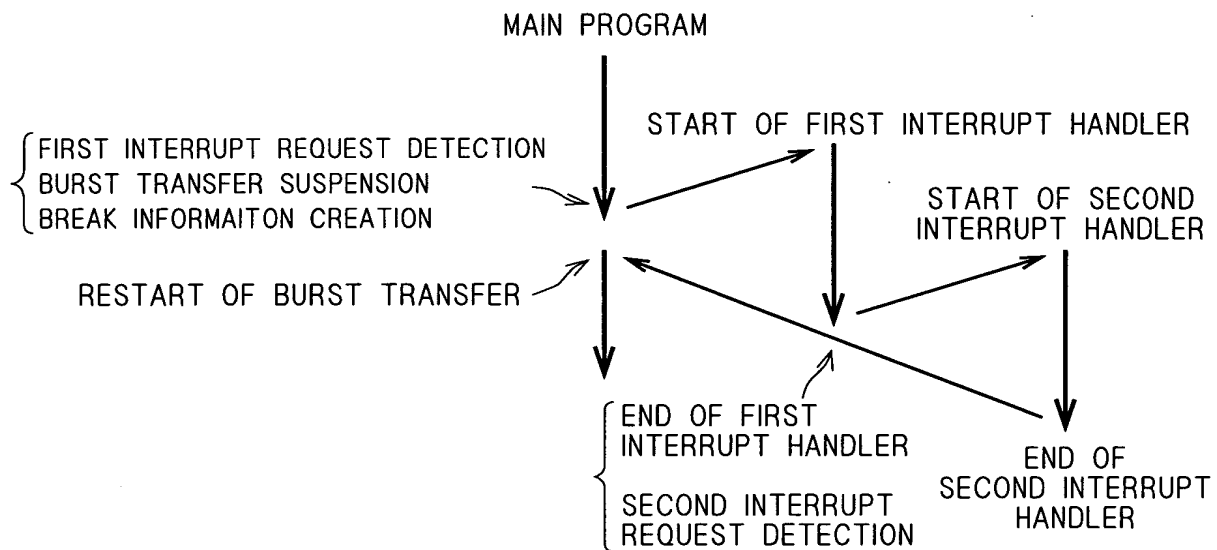 MAIN PROGRAM
START OF FIRST INTERRUPT HANDLER
FIRST INTERRUPT REQUEST DETECTION
BURST TRANSFER SUSPENSION
BREAK INFORMAITON CREATION
START OF SECOND
INTERRUPT HANDLER
RESTART OF BURST TRANSFER
END OF FIRST
INTERRUPT HANDLER
SECOND INTERRUPT
REQUEST DETECTION
END OF
SECOND INTERRUPT
HANDLER